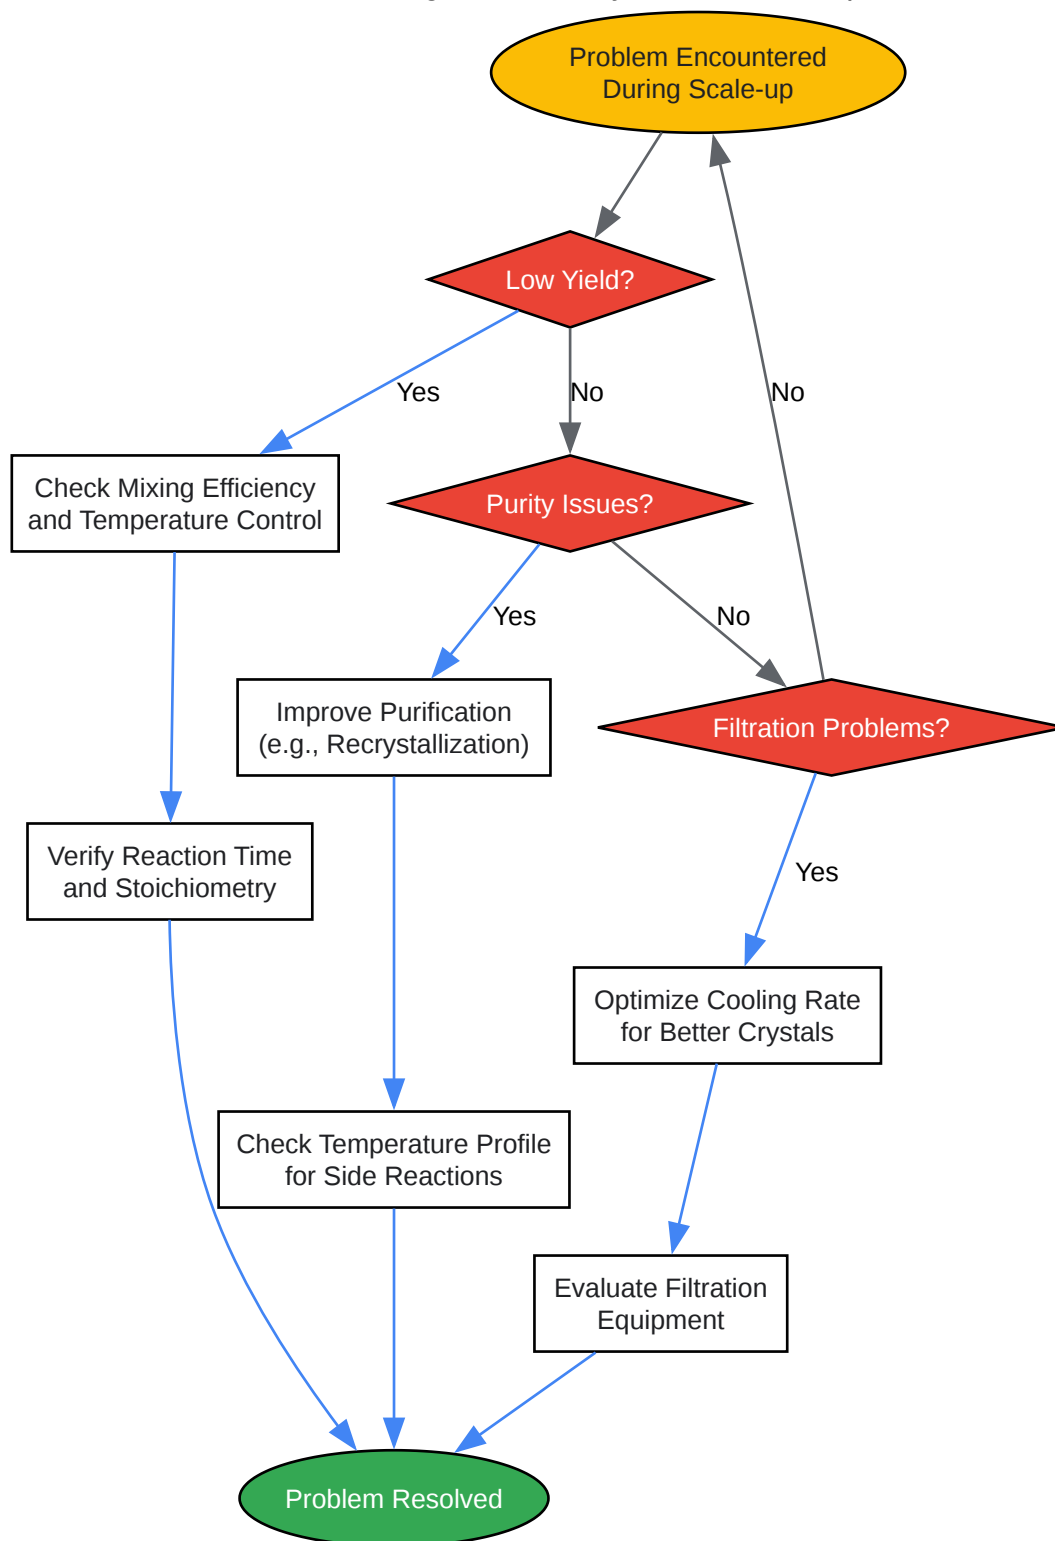 Problem Encountered
During Scale-up
Low Yield?
Yes
No
No
Check Mixing Efficiency
and Temperature Control
Purity Issues?
Yes
No
Improve Purification
(e.g., Recrystallization)
Filtration Problems?
Verify Reaction Time
and Stoichiometry
Yes
Optimize Cooling Rate
for Better Crystals
Check Temperature Profile
for Side Reactions
Evaluate Filtration
Equipment
Problem Resolved